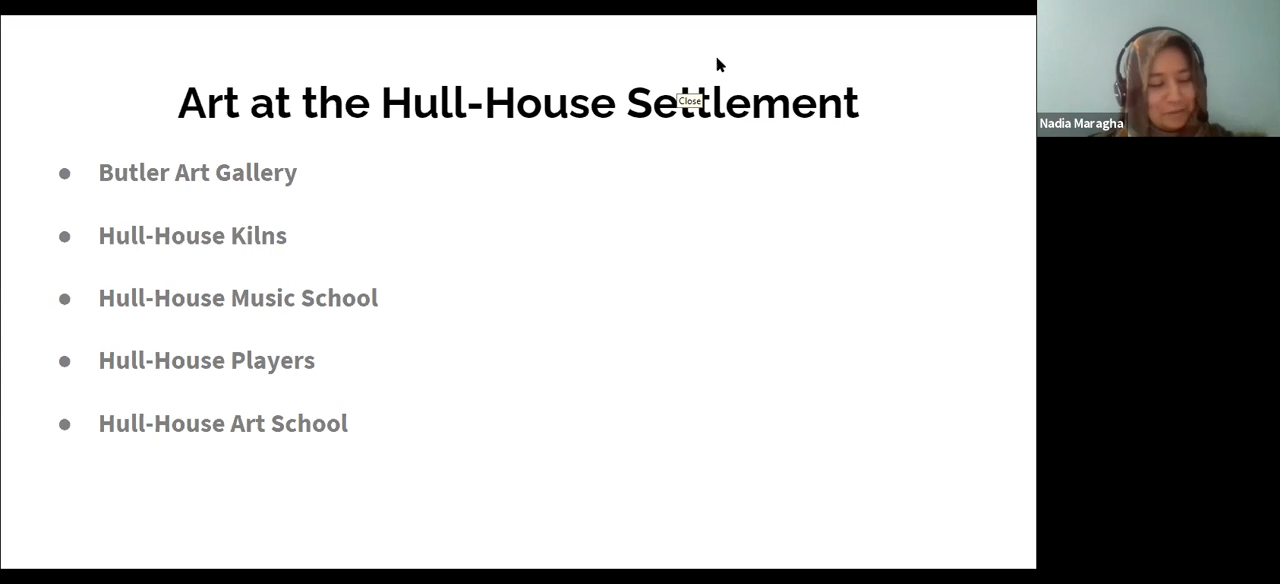 Art at the Hull-House Settlement
Close
● Butler Art Gallery
● Hull-House Kilns
● Hull-House Music School
● Hull-House Players
● Hull-House Art School
Nadia Maragha